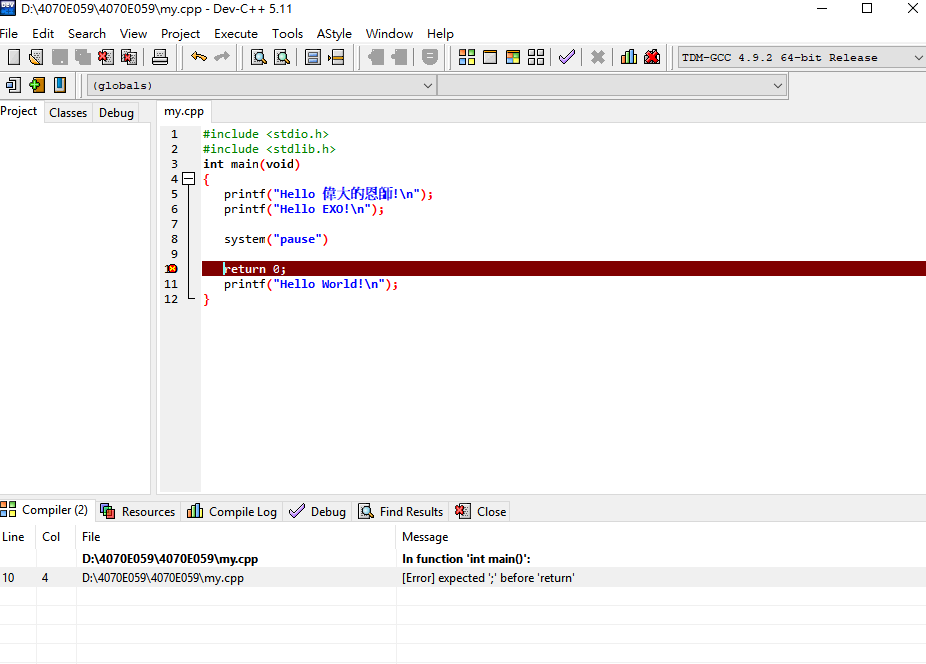 D:\4070E059\my.cpp - Dev-C++ 5.11
File Edit Search View Project Execute Tools AStyle Window Help
TDM-GCC 4.9.2 64-bit Release
(globals)
Project Classes Debug my.cpp
1 #include <stdio.h>
2 #include <stdlib.h>
3 int main(void)
4 {
5 printf("Hello 偉大的恩師!\n");
6 printf("Hello EXO!\n");
7
8 system("pause")
9
10 return 0;
11 printf("Hello World!\n");
12 }
Compiler (2) Resources Compile Log Debug Find Results Close
Line Col File Message
D:\4070E059\4070E059\my.cpp In function 'int main()':
10 4 D:\4070E059\4070E059\my.cpp [Error] expected ';' before 'return'